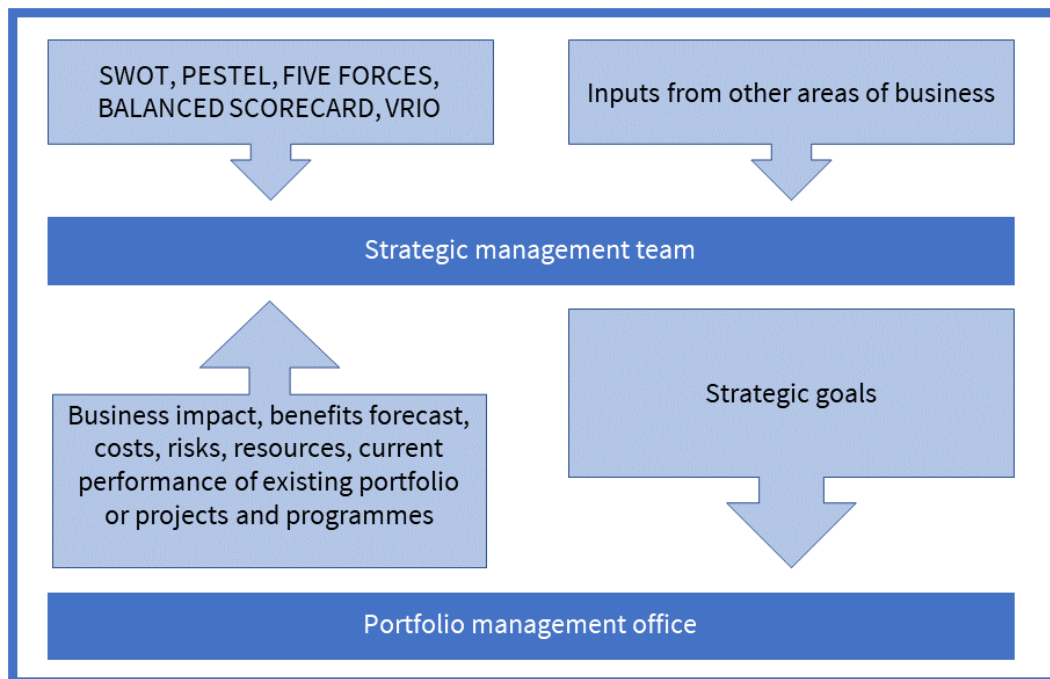 SWOT, PESTEL, FIVE FORCES,
BALANCED SCORECARD, VRIO
Inputs from other areas of business
Strategic management team
Business impact, benefits forecast,
costs, risks, resources, current
performance of existing portfolio
or projects and programmes
Strategic goals
Portfolio management office